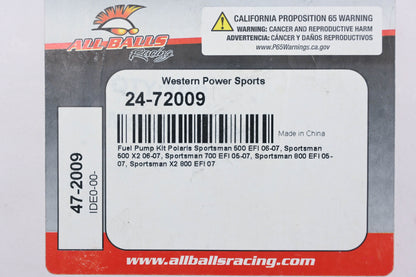 ALL BALLS
Racing
CALIFORNIA PROPOSITION 65 WARNING
WARNING: CANCER AND REPRODUCTIVE HARM
ADVERTENCIA: CÁNCER Y DAÑOS REPRODUCTIVOS
www.P65Warnings.ca.gov
Western Power Sports
24-72009
Made in China
Fuel Pump Kit Polaris Sportsman 500 EFI 06-07, Sportsman
500 X2 06-07, Sportsman 700 EFI 05-07, Sportsman 800 EFI 05-
07, Sportsman X2 800 EFI 07
47-2009
IDE0-00-
www.allballsracing.com